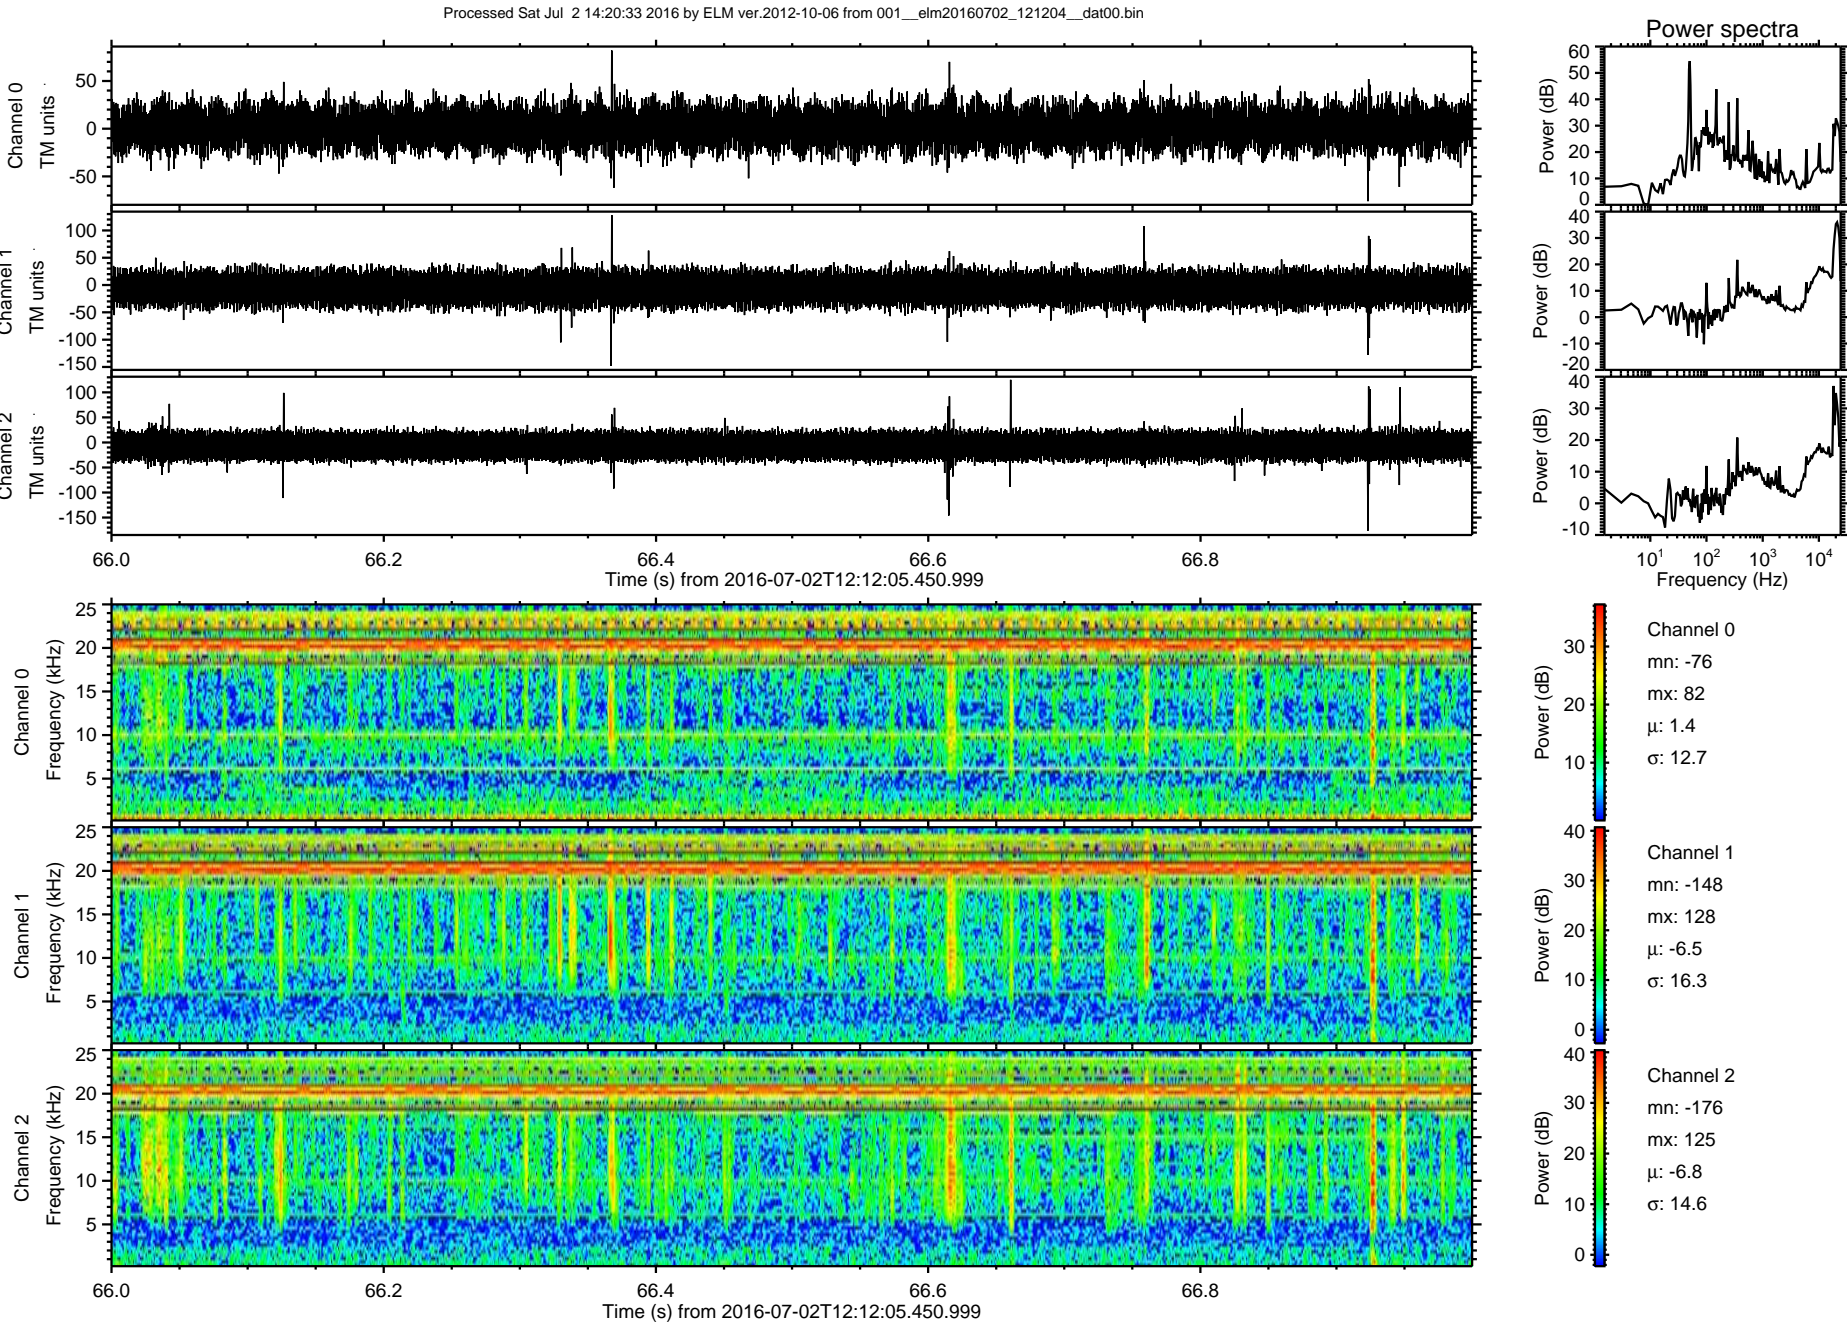 Processed Sat Jul 2 14:20:33 2016 by ELM ver.2012-10-06 from 001__elm20160702_121204__dat00.bin
Power spectra
Channel 0
TM units
50
0
-50
Power (dB)
60
50
40
30
20
10
0
Channel 1
TM units
100
50
0
-50
-100
-150
Power (dB)
40
30
20
10
0
-10
-20
Channel 2
TM units
100
50
0
-50
-100
-150
Power (dB)
40
30
20
10
0
-10
66.0 66.2 66.4 66.6 66.8
Time (s) from 2016-07-02T12:12:05.450.999
10^1 10^2 10^3 10^4
Frequency (Hz)
Channel 0
Frequency (kHz)
25
20
15
10
5
Power (dB)
30
20
10
Channel 0
mn: -76
mx: 82
μ: 1.4
σ: 12.7
Channel 1
Frequency (kHz)
25
20
15
10
5
Power (dB)
40
30
20
10
0
Channel 1
mn: -148
mx: 128
μ: -6.5
σ: 16.3
Channel 2
Frequency (kHz)
25
20
15
10
5
Power (dB)
40
30
20
10
0
Channel 2
mn: -176
mx: 125
μ: -6.8
σ: 14.6
66.0 66.2 66.4 66.6 66.8
Time (s) from 2016-07-02T12:12:05.450.999